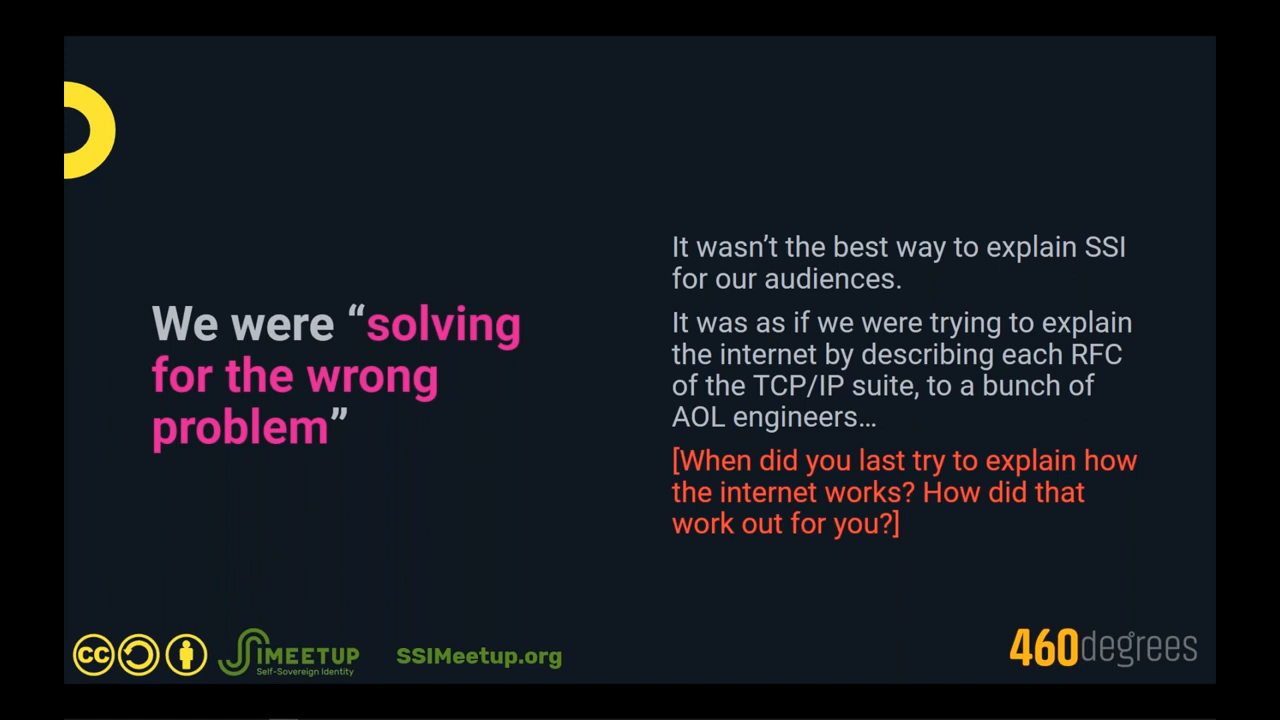 We were “solving
for the wrong
problem”
It wasn’t the best way to explain SSI
for our audiences.
It was as if we were trying to explain
the internet by describing each RFC
of the TCP/IP suite, to a bunch of
AOL engineers…
[When did you last try to explain how
the internet works? How did that
work out for you?]
cc
SSIMEETUP
Self-Sovereign Identity
SSIMeetup.org
460degrees